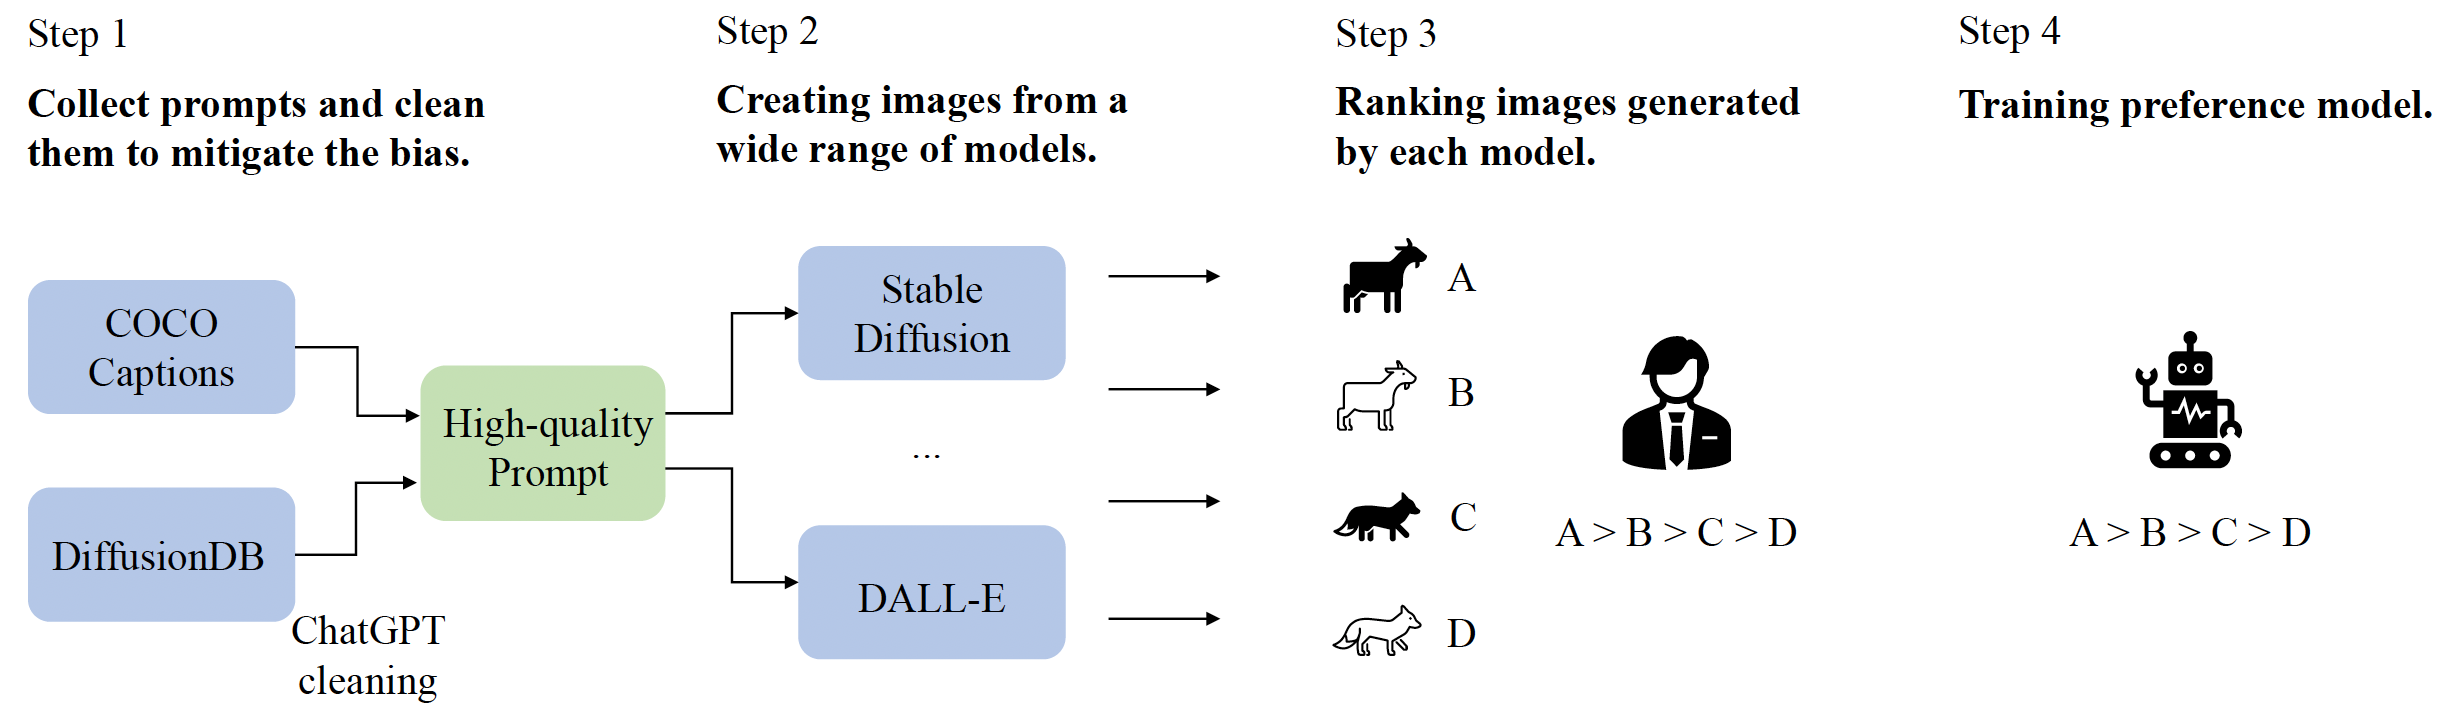 Step 1
Collect prompts and clean
them to mitigate the bias.
COCO
Captions
DiffusionDB
ChatGPT
cleaning
High-quality
Prompt
Step 2
Creating images from a
wide range of models.
Stable
Diffusion
...
DALL-E
Step 3
Ranking images generated
by each model.
A
B
C
D
A > B > C > D
Step 4
Training preference model.
A > B > C > D